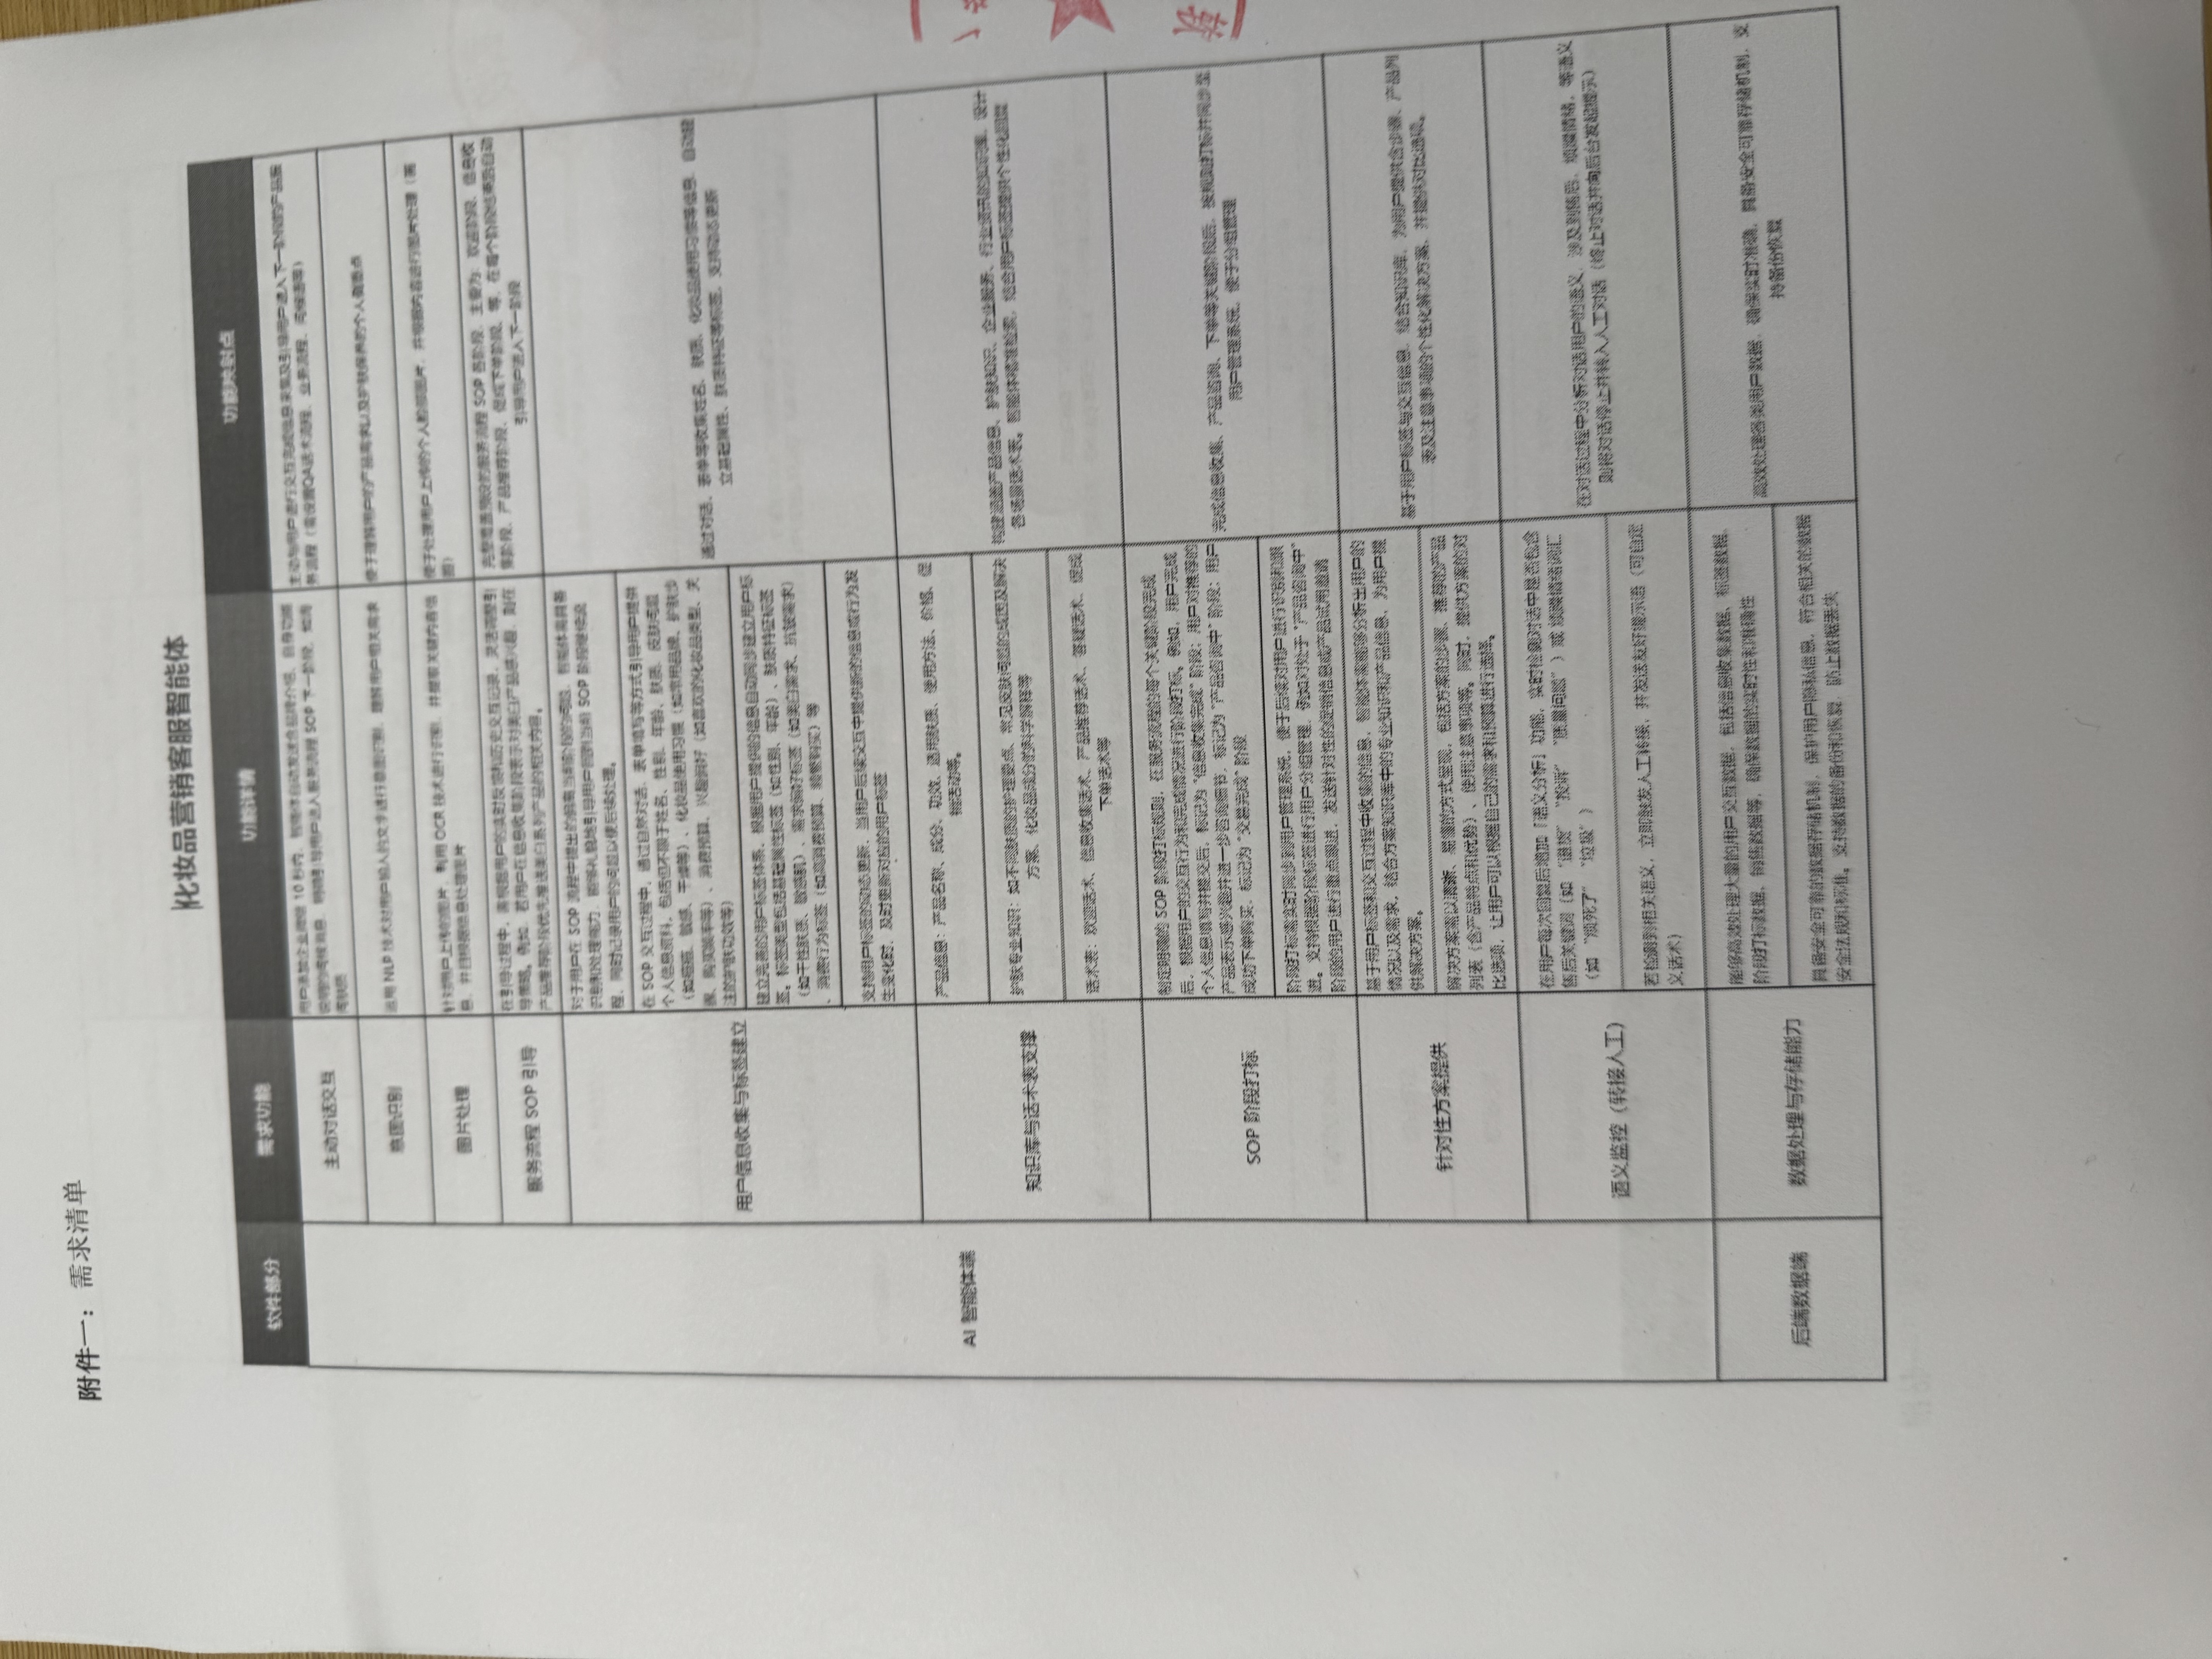 附件一：需求清单
化妆品营销客服智能体
软件部分
需求功能
功能详情
功能映射点
AI 智能体端
主动对话交互
用户添加企业微信 10 秒内，智能体自动发送含品牌介绍、自身功能
说明的问候消息，明确引导用户进入服务流程 SOP 下一阶段，如询
问肤质
主动与用户进行交互完成信息采集及引导用户进入下一阶段的产品服
务流程（需设置QA话术流程、业务流程、问候语等）
意图识别
运用 NLP 技术对用户输入的文字进行意图识别，理解用户相关需求
便于理解用户的产品需求以及护肤保养的个人侧重点
图片处理
针对用户上传的图片，利用 OCR 技术进行识别，并提取关键内容信
息，并且根据信息处理图片
便于处理用户上传的个人脸部图片，并根据内容进行图片处理（画
图）
服务流程 SOP 引导
在引导过程中，需根据用户的实时反馈和历史交互记录，灵活调整引
导策略。例如，若用户在信息收集阶段表示对美白产品感兴趣，则在
产品推荐阶段优先推送美白系列产品的相关内容。
完整覆盖预设的服务流程 SOP 各阶段，主要为：欢迎阶段、信息收
集阶段、产品推荐阶段、促成下单阶段、等，在每个阶段结束后自动
引导用户进入下一阶段
用户信息收集与标签建立
对于用户在 SOP 流程中提出的偏离当前阶段的问题，智能体需具备
识别和处理能力，能够礼貌地引导用户回到当前 SOP 阶段继续流
程，同时记录用户的问题以便后续处理。
在 SOP 交互过程中，通过自然对话、表单填写等方式引导用户提供
个人信息资料，包括但不限于姓名、性别、年龄、肤质、皮肤问题
（如痘痘、敏感、干燥等）、化妆品使用习惯（如常用品牌、护肤步
骤、购买频率等）、消费预算、兴趣偏好（如喜欢的化妆品类型、关
注的护肤功效等）
建立完善的用户标签体系，根据用户提供的信息自动同步建立用户标
签。标签类型包括基础属性标签（如性别、年龄）、肤质特征标签
（如干性肤质、敏感肌）、需求偏好标签（如美白需求、抗皱需求）
、消费行为标签（如高消费预算、频繁购买）等
支持用户标签的动态更新，当用户后续交互中提供新的信息或行为发
生变化时，及时更新对应的用户标签
通过对话、表单等收集姓名、肤质、化妆品使用习惯等信息，自动建
立基础属性、肤质特征等标签，支持动态更新
知识库与话术表支撑
产品信息：产品名称、成分、功效、适用肤质、使用方法、价格、促
销活动等。
护肤专业知识：如不同肤质的护理要点、常见皮肤问题的成因及解决
方案、化妆品成分的科学解释等
话术表：欢迎话术、信息收集话术、产品推荐话术、答疑话术、促成
下单话术等
构建涵盖产品信息、护肤知识、企业服务、行业资讯的知识库，设计
各场景话术表。智能体精准检索，结合用户标签提供个性化回复
SOP 阶段打标
制定明确的 SOP 阶段打标规则，在服务流程的每个关键阶段完成
后，根据用户的交互行为和完成情况进行阶段打标。例如，用户完成
个人信息填写并提交后，标记为 “信息收集完成” 阶段；用户对推荐的
产品表示感兴趣并进一步咨询细节，标记为 “产品咨询中” 阶段；用户
成功下单购买，标记为 “交易完成” 阶段
阶段打标需实时同步到用户管理系统，便于后续对用户进行识别和跟
进。支持根据阶段标签进行用户分组管理，例如对处于 “产品咨询中”
阶段的用户进行重点跟进，发送针对性的促销信息或产品试用邀请
完成信息收集、产品咨询、下单等关键阶段后，按规则打标并同步至
用户管理系统，便于分组管理
针对性方案提供
基于用户标签和交互过程中收集的信息，智能体需能够分析出用户的
情况以及需求，结合方案知识库中的专业知识和产品信息，为用户提
供解决方案。
解决方案需以清晰、易懂的方式呈现，包括方案的步骤、推荐的产品
列表（含产品特点和优势）、使用注意事项等。同时，提供方案的对
比选项，让用户可以根据自己的需求和预算进行选择。
基于用户标签与交互信息，结合知识库，为用户提供含步骤、产品列
表及注意事项的个性化解决方案，并提供对比选项。
语义监控（转接人工）
在用户每次回复后增加「语义分析」功能，实时检测对话中是否包含
售后关键词（如 “退货” “投诉” “质量问题” ）或 烦躁情绪词汇
（如 “烦死了” “垃圾” ）
若检测到相关语义，立即触发人工转接，并发送友好提示语（可自定
义话术）
在对话过程中分析对话用户的语义，涉及到售后，烦躁情绪，等语义
则将对话停止并转入人工对话（终止对话并向后台发起提示）
后端数据端
数据处理与存储能力
能够高效处理大量的用户交互数据，包括信息收集数据、标签数据、
阶段打标数据、销售数据等，确保数据的实时性和准确性
具备安全可靠的数据存储机制，保护用户隐私信息，符合相关的数据
安全法规和标准。支持数据的备份和恢复，防止数据丢失
高效处理各类用户数据，确保实时准确，具备安全可靠存储机制，支
持备份恢复